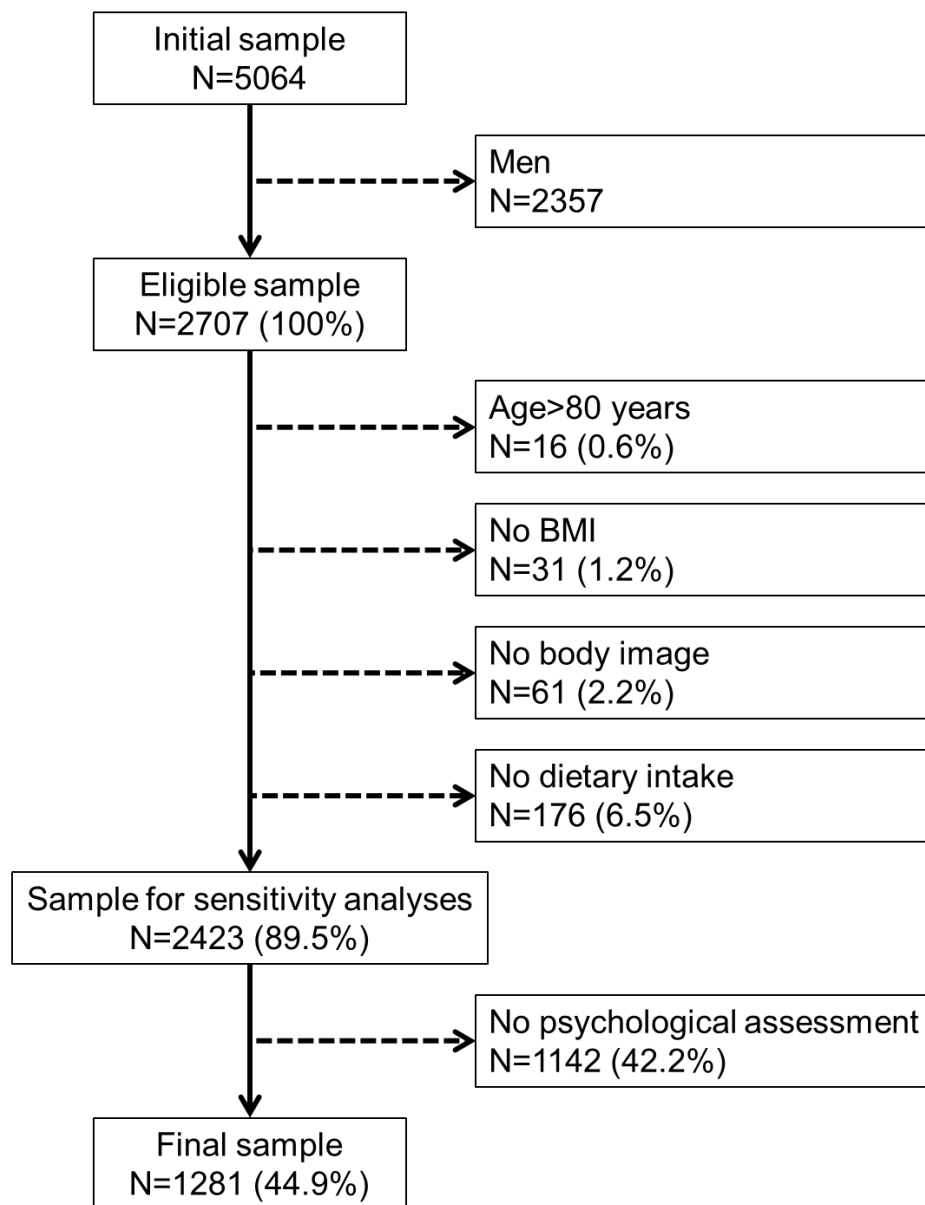 Initial sample
N=5064
Men
N=2357
Eligible sample
N=2707 (100%)
Age>80 years
N=16 (0.6%)
No BMI
N=31 (1.2%)
No body image
N=61 (2.2%)
No dietary intake
N=176 (6.5%)
Sample for sensitivity analyses
N=2423 (89.5%)
No psychological assessment
N=1142 (42.2%)
Final sample
N=1281 (44.9%)